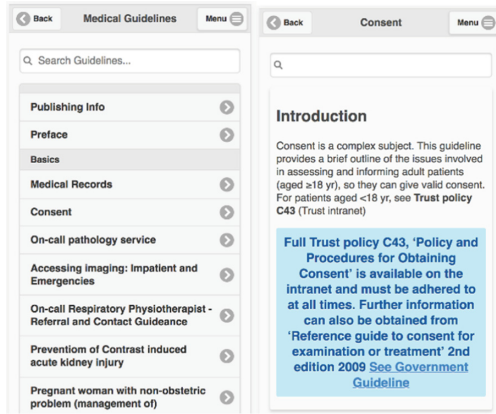 Back
Medical Guidelines
Menu
Search Guidelines...
Publishing Info
Preface
Basics
Medical Records
Consent
On-call pathology service
Accessing imaging: Impatient and
Emergencies
On-call Respiratory Physiotherapist -
Referral and Contact Guideance
Preventiom of Contrast induced
acute kidney injury
Pregnant woman with non-obstetric
problem (management of)
Back
Consent
Menu
Introduction
Consent is a complex subject. This guideline
provides a brief outline of the issues involved
in assessing and informing adult patients
(aged ≥18 yr), so they can give valid consent.
For patients aged <18 yr, see Trust policy
C43 (Trust intranet)
Full Trust policy C43, ‘Policy and
Procedures for Obtaining
Consent’ is available on the
intranet and must be adhered to
at all times. Further information
can also be obtained from
‘Reference guide to consent for
examination or treatment’ 2nd
edition 2009 See Government
Guideline